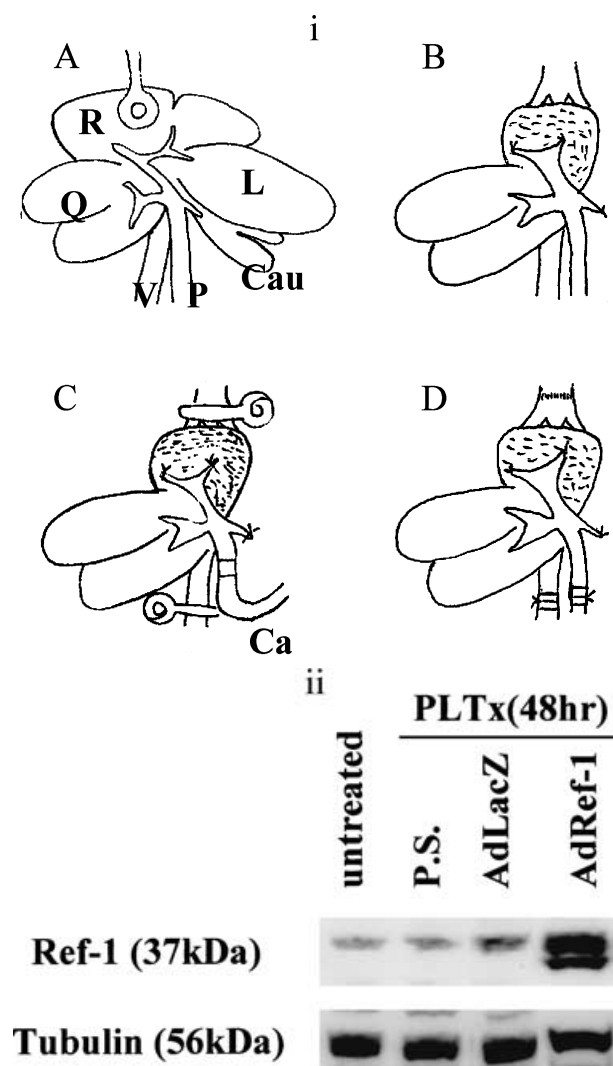 i
A
B
R
L
Q
V P
Cau
C
D
Ca
ii
PLTx(48hr)
untreated
P.S.
AdLacZ
AdRef-1
Ref-1 (37kDa)
Tubulin (56kDa)